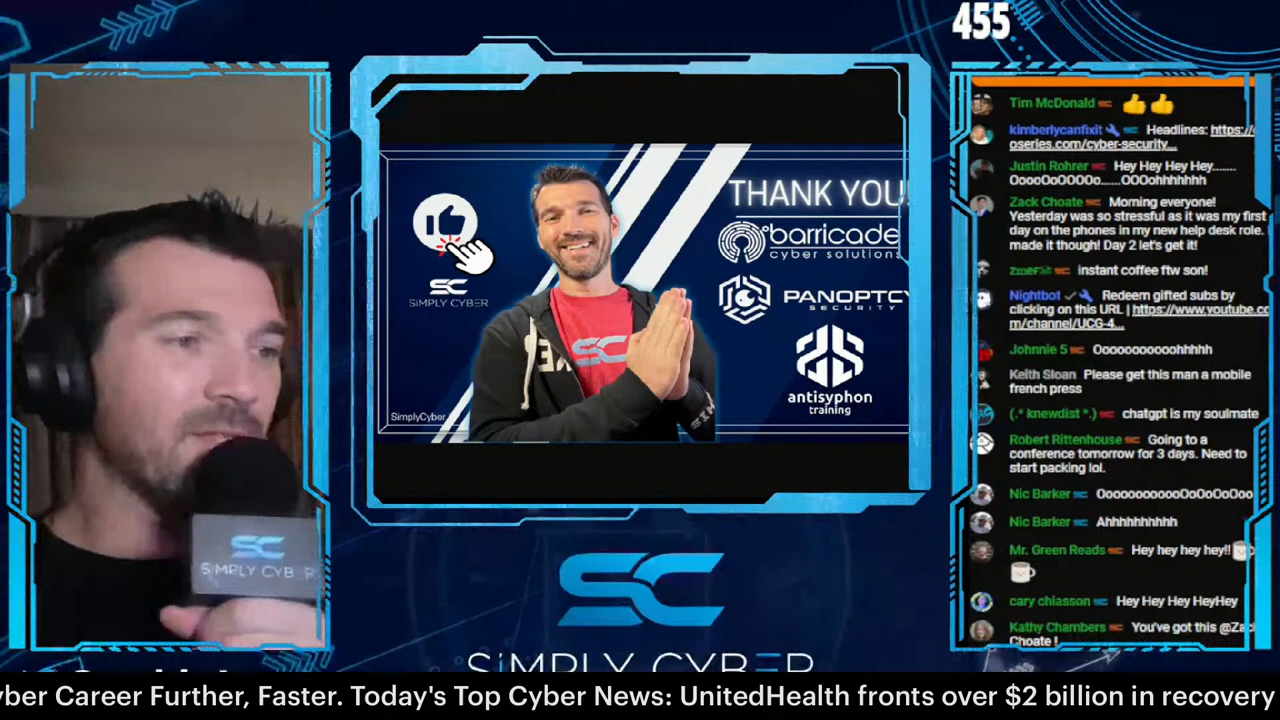 455
THANK YOU!
barricade
cyber solutions
SIMPLY CYBER
PANOPTCY
SECURITY
antisyphon
training
SimplyCyber
SC
SIMPLY CYBER
SC
SIMPLY CYBER
Tim McDonald
kimberlycanfixit Headlines: https://c
oseries.com/cyber-security...
Justin Rohrer Hey Hey Hey Hey........
OoooOoOOOOo......OOOohhhhhhh
Zack Choate Morning everyone!
Yesterday was so stressful as it was my first
day on the phones in my new help desk role. I
made it though! Day 2 let's get it!
instant coffee ftw son!
Nightbot Redeem gifted subs by
clicking on this URL | https://www.youtube.co
m/channel/UCG-4...
Johnnie 5 Oooooooooohhhhh
Keith Sloan Please get this man a mobile
french press
(.* knewdist *.) chatgpt is my soulmate
Robert Rittenhouse Going to a
conference tomorrow for 3 days. Need to
start packing lol.
Nic Barker OoooooooooooOoOoOoOooo
Nic Barker Ahhhhhhhhhh
Mr. Green Reads Hey hey hey hey!!
cary chiasson Hey Hey Hey HeyHey
Kathy Chambers You've got this @Zac
Choate !
yber Career Further, Faster. Today's Top Cyber News: UnitedHealth fronts over $2 billion in recovery